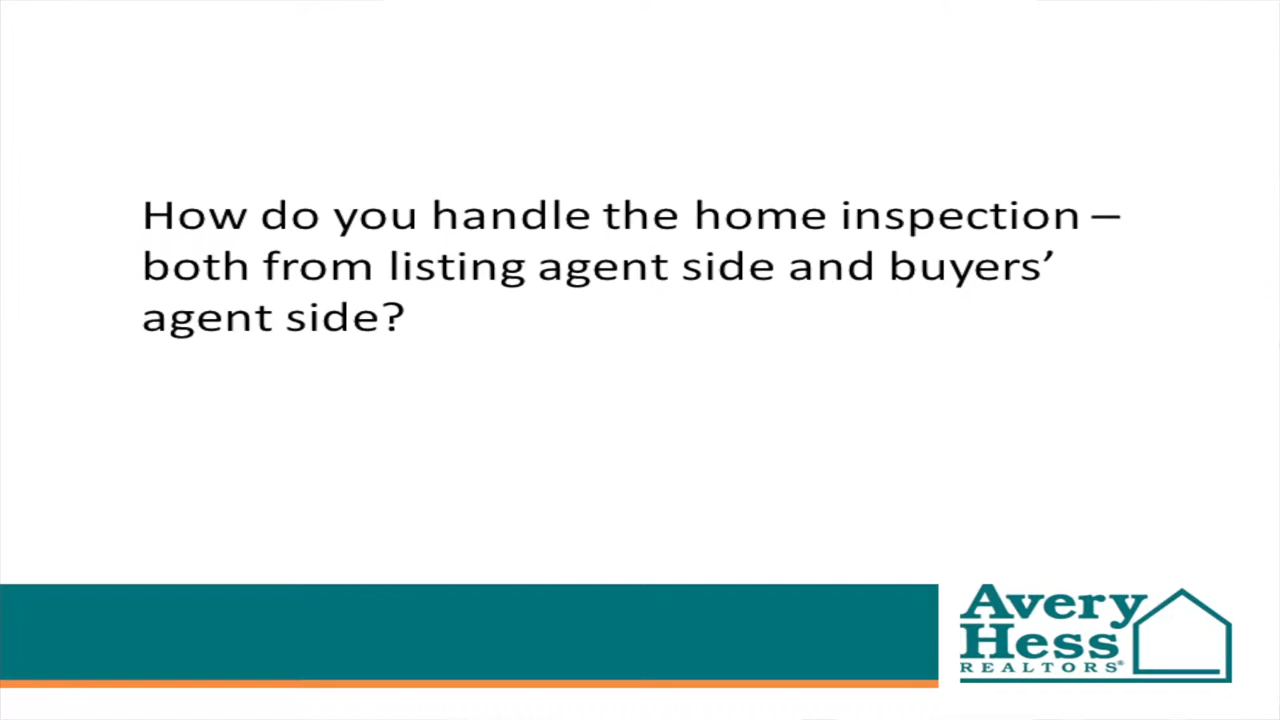 How do you handle the home inspection –
both from listing agent side and buyers’
agent side?
Avery
Hess
REALTORS®